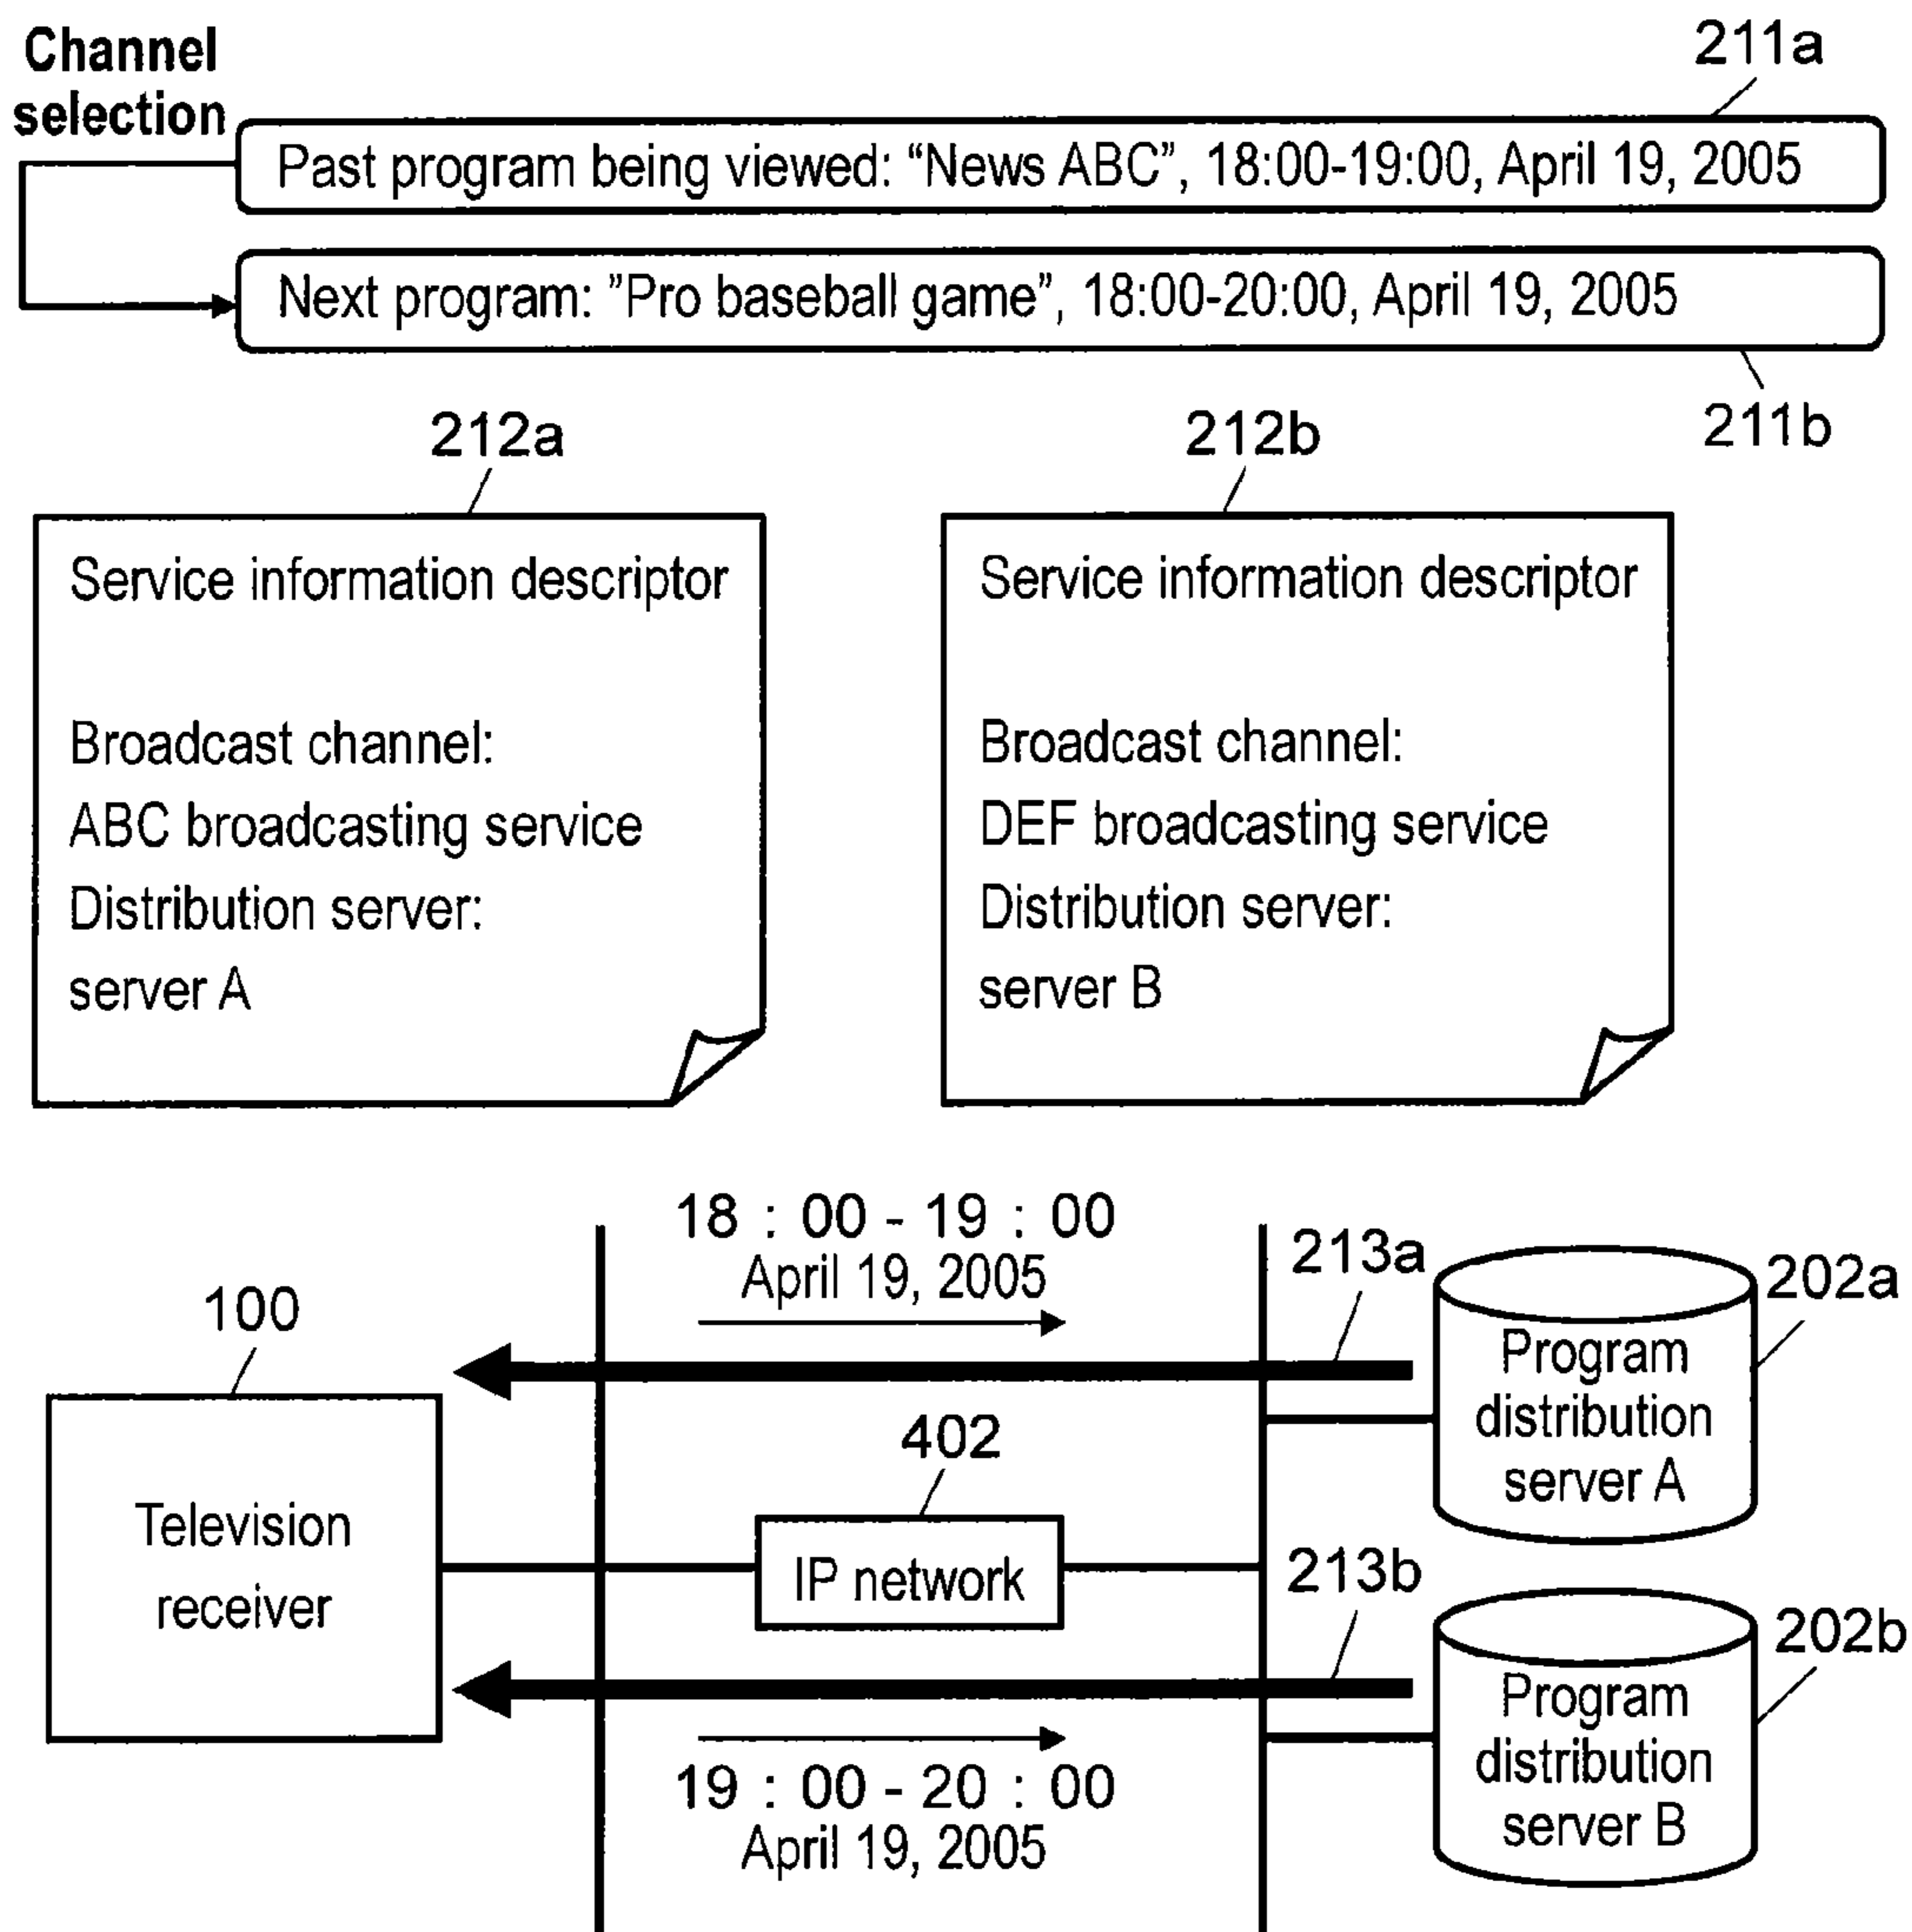 Channel
selection
211a
Past program being viewed: “News ABC”, 18:00-19:00, April 19, 2005
Next program: ”Pro baseball game”, 18:00-20:00, April 19, 2005
211b
212a
Service information descriptor
Broadcast channel:
ABC broadcasting service
Distribution server:
server A
212b
Service information descriptor
Broadcast channel:
DEF broadcasting service
Distribution server:
server B
18 : 00 - 19 : 00
April 19, 2005
213a
202a
100
Program
distribution
server A
402
Television
receiver
IP network
213b
202b
Program
distribution
server B
19 : 00 - 20 : 00
April 19, 2005